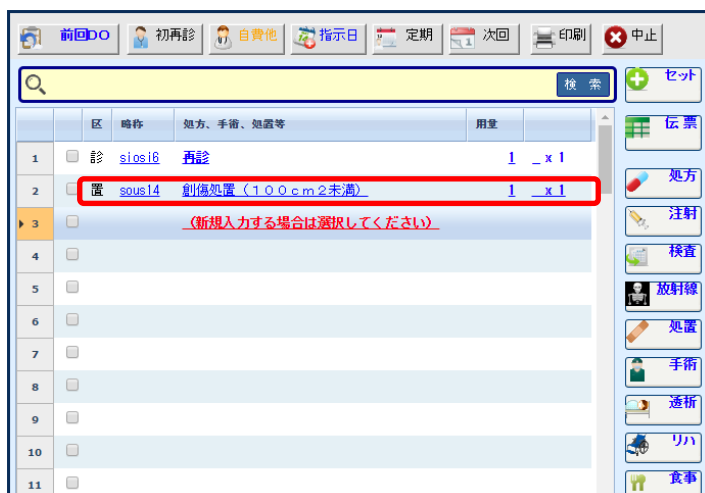 前回DO 初再診 自費他 指示日 定期 次回 印刷 中止
検 索
区 略称 処方、手術、処置等 用量
1 診 siosi6 再診 1 _ x 1
2 置 sous14 創傷処置（１００ｃｍ２未満） 1 _ x 1
3 （新規入力する場合は選択してください）
4
5
6
7
8
9
10
11
セット
伝票
処方
注射
検査
放射線
処置
手術
透析
リハ
食事